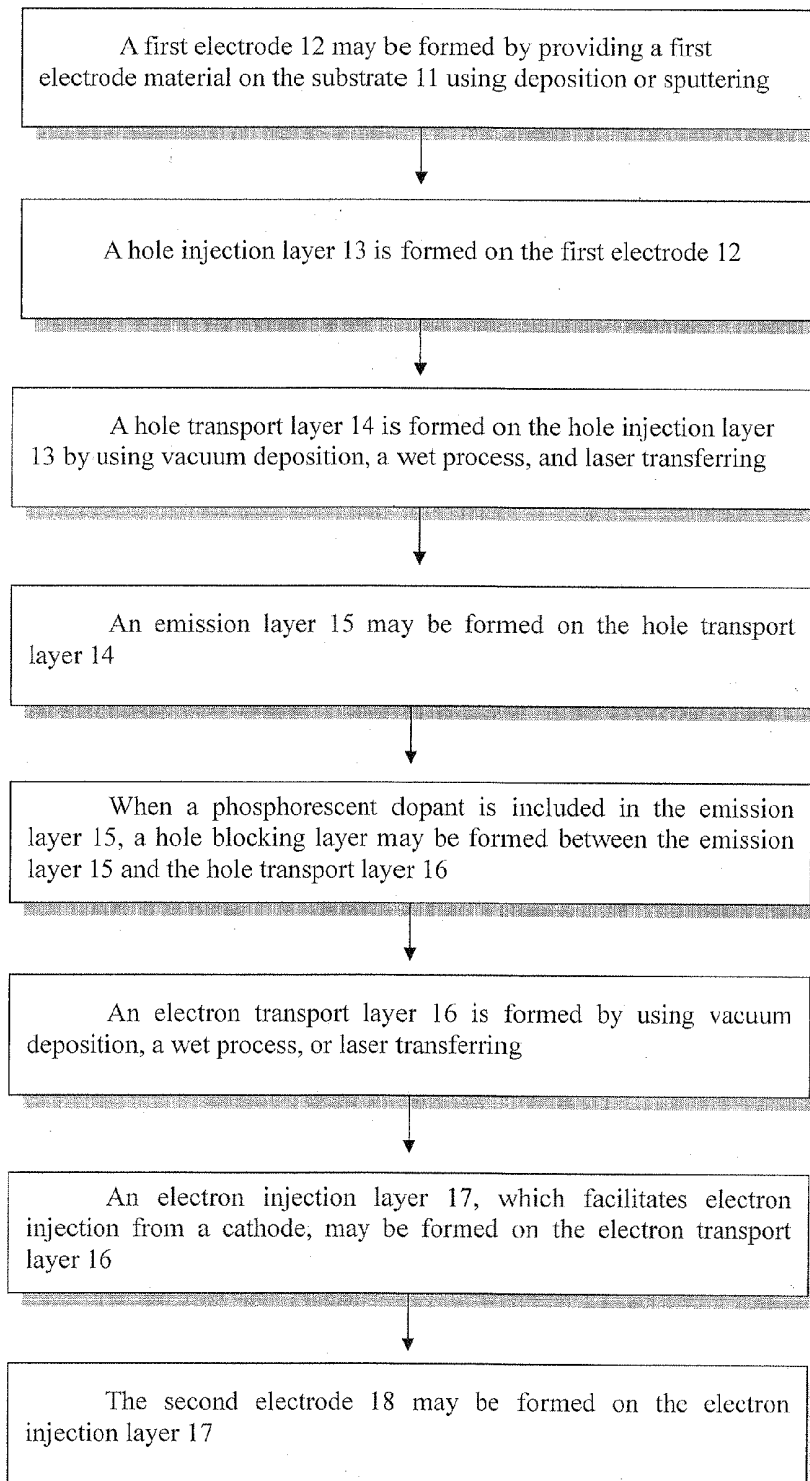 A first electrode 12 may be formed by providing a first
electrode material on the substrate 11 using deposition or sputtering
A hole injection layer 13 is formed on the first electrode 12
A hole transport layer 14 is formed on the hole injection layer
13 by using vacuum deposition, a wet process, and laser transferring
An emission layer 15 may be formed on the hole transport
layer 14
When a phosphorescent dopant is included in the emission
layer 15, a hole blocking layer may be formed between the emission
layer 15 and the hole transport layer 16
An electron transport layer 16 is formed by using vacuum
deposition, a wet process, or laser transferring
An electron injection layer 17, which facilitates electron
injection from a cathode, may be formed on the electron transport
layer 16
The second electrode 18 may be formed on the electron
injection layer 17